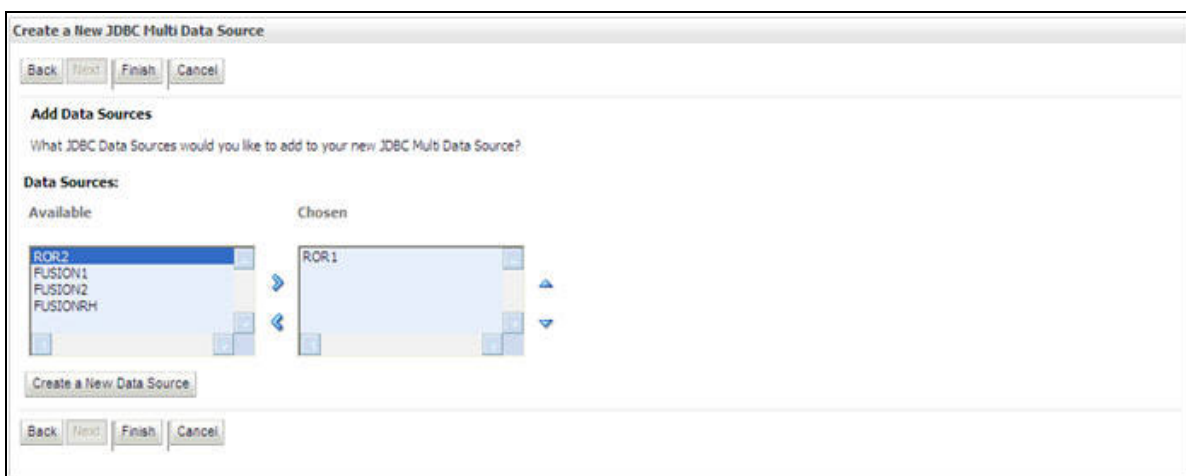 Create a New JDBC Multi Data Source
Back Next Finish Cancel
Add Data Sources
What JDBC Data Sources would you like to add to your new JDBC Multi Data Source?
Data Sources:
Available Chosen
ROR2 ROR1
FUSION1
FUSION2
FUSIONRH
Create a New Data Source
Back Next Finish Cancel